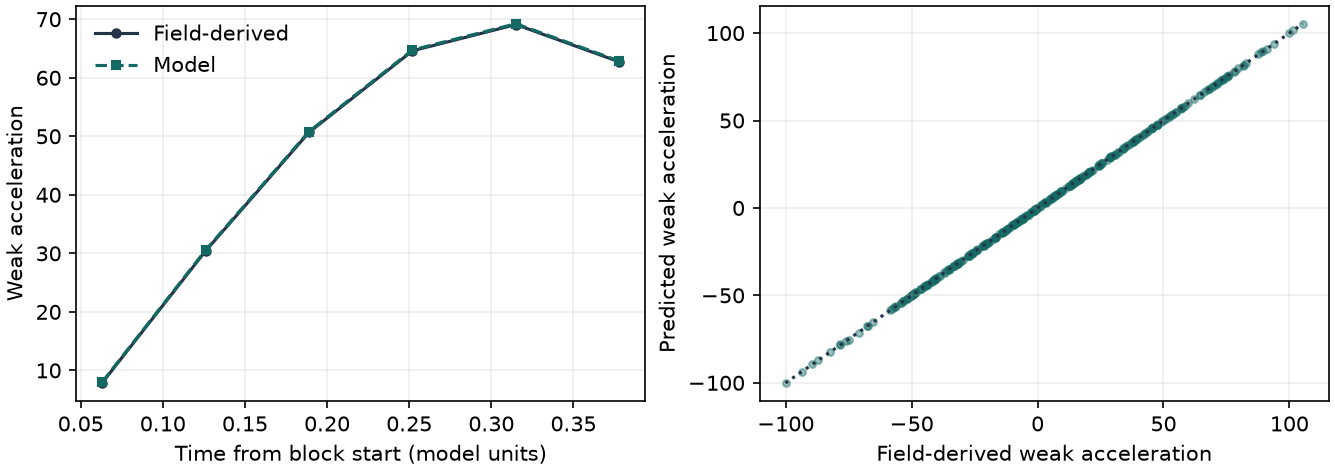 70
60
50
40
30
20
10
Weak acceleration
Field-derived
Model
0.05 0.10 0.15 0.20 0.25 0.30 0.35
Time from block start (model units)
100
50
0
−50
−100
Predicted weak acceleration
−100 −50 0 50 100
Field-derived weak acceleration